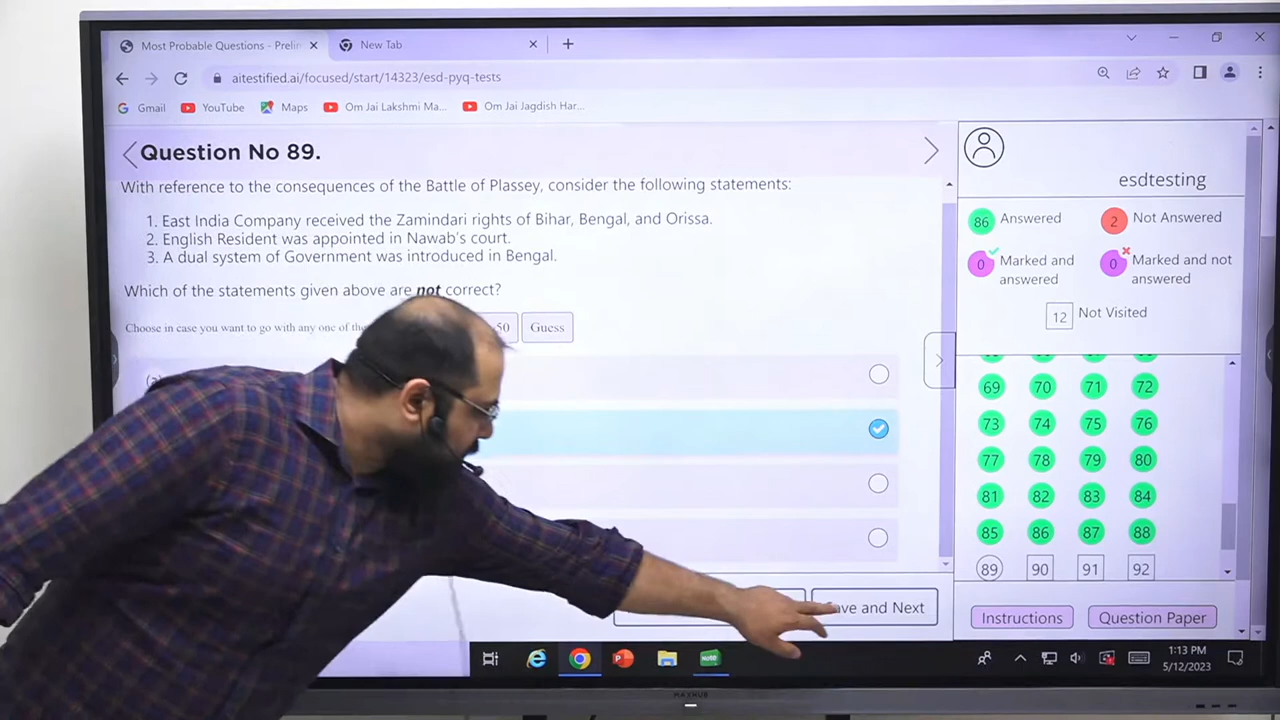 Most Probable Questions - Prelin
New Tab
aitestified.ai/focused/start/14323/esd-pyq-tests
Gmail
YouTube
Maps
Om Jai Lakshmi Ma...
Om Jai Jagdish Har...
Question No 89.
With reference to the consequences of the Battle of Plassey, consider the following statements:
1. East India Company received the Zamindari rights of Bihar, Bengal, and Orissa.
2. English Resident was appointed in Nawab's court.
3. A dual system of Government was introduced in Bengal.
Which of the statements given above are not correct?
Choose in case you want to go with any one of the
50
Guess
ave and Next
esdtesting
86 Answered
2 Not Answered
0 Marked and answered
0 Marked and not answered
12 Not Visited
69 70 71 72
73 74 75 76
77 78 79 80
81 82 83 84
85 86 87 88
89 90 91 92
Instructions
Question Paper
1:13 PM
5/12/2023
MAXHUB